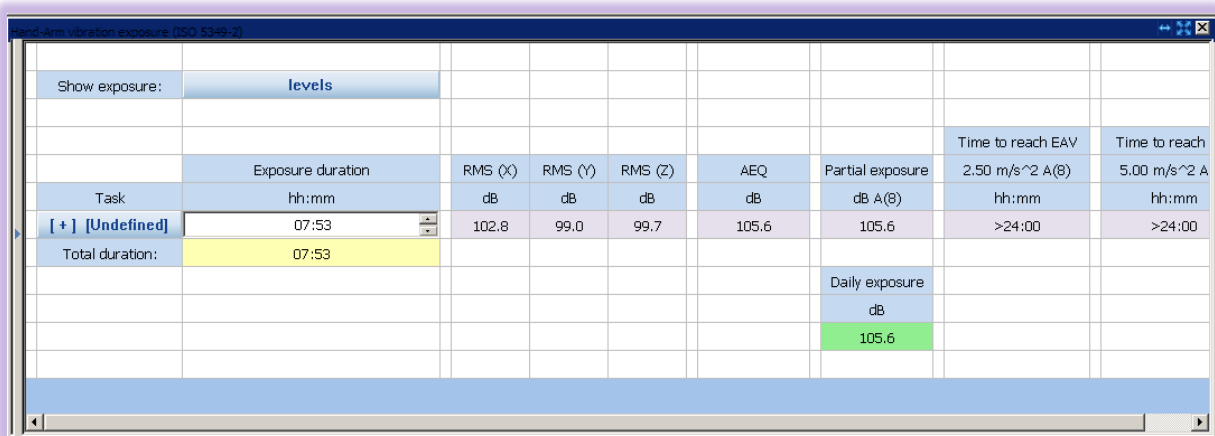 Hand-Arm vibration exposure (ISO 5349-2)
Show exposure: levels
Time to reach EAV Time to reach
Exposure duration RMS (X) RMS (Y) RMS (Z) AEQ Partial exposure 2.50 m/s^2 A(8) 5.00 m/s^2 A
Task hh:mm dB dB dB dB dB A(8) hh:mm hh:mm
[ + ] [Undefined] 07:53 102.8 99.0 99.7 105.6 105.6 >24:00 >24:00
Total duration: 07:53
Daily exposure
dB
105.6